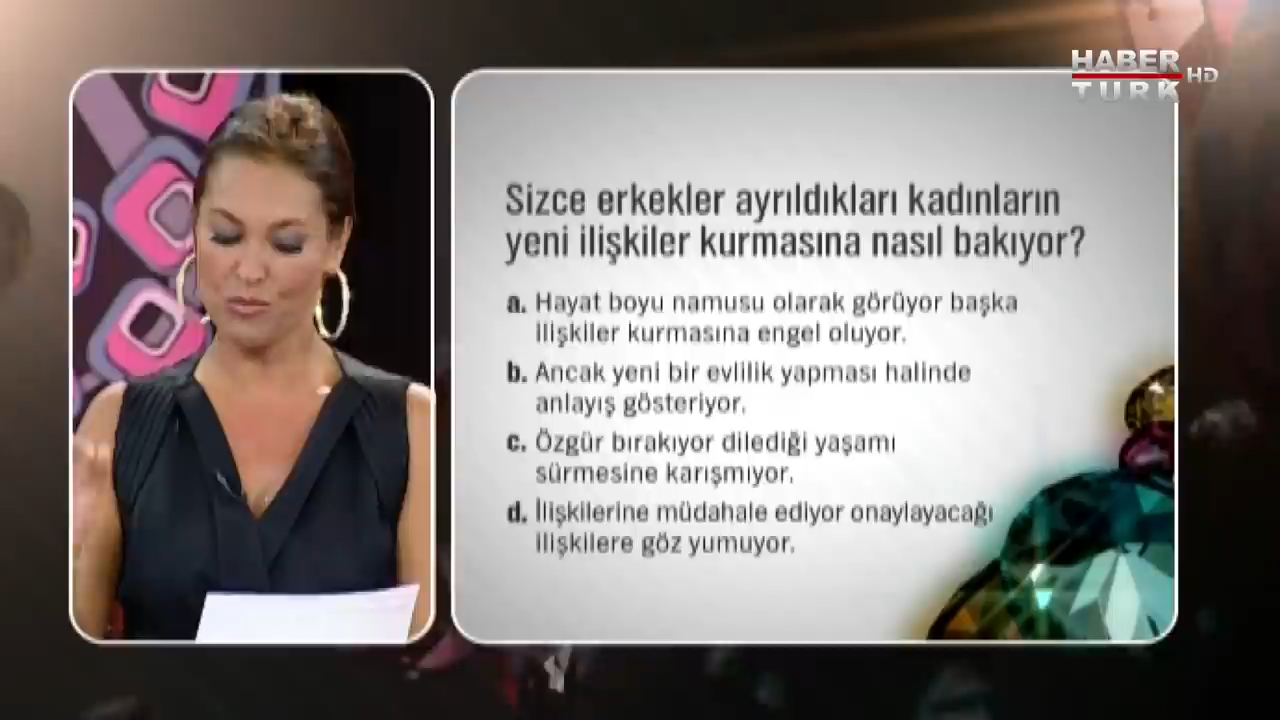 HABER
TURK HD
Sizce erkekler ayrıldıkları kadınların
yeni ilişkiler kurmasına nasıl bakıyor?
a. Hayat boyu namusu olarak görüyor başka
ilişkiler kurmasına engel oluyor.
b. Ancak yeni bir evlilik yapması halinde
anlayış gösteriyor.
c. Özgür bırakıyor dilediği yaşamı
sürmesine karışmıyor.
d. İlişkilerine müdahale ediyor onaylayacağı
ilişkilere göz yumuyor.